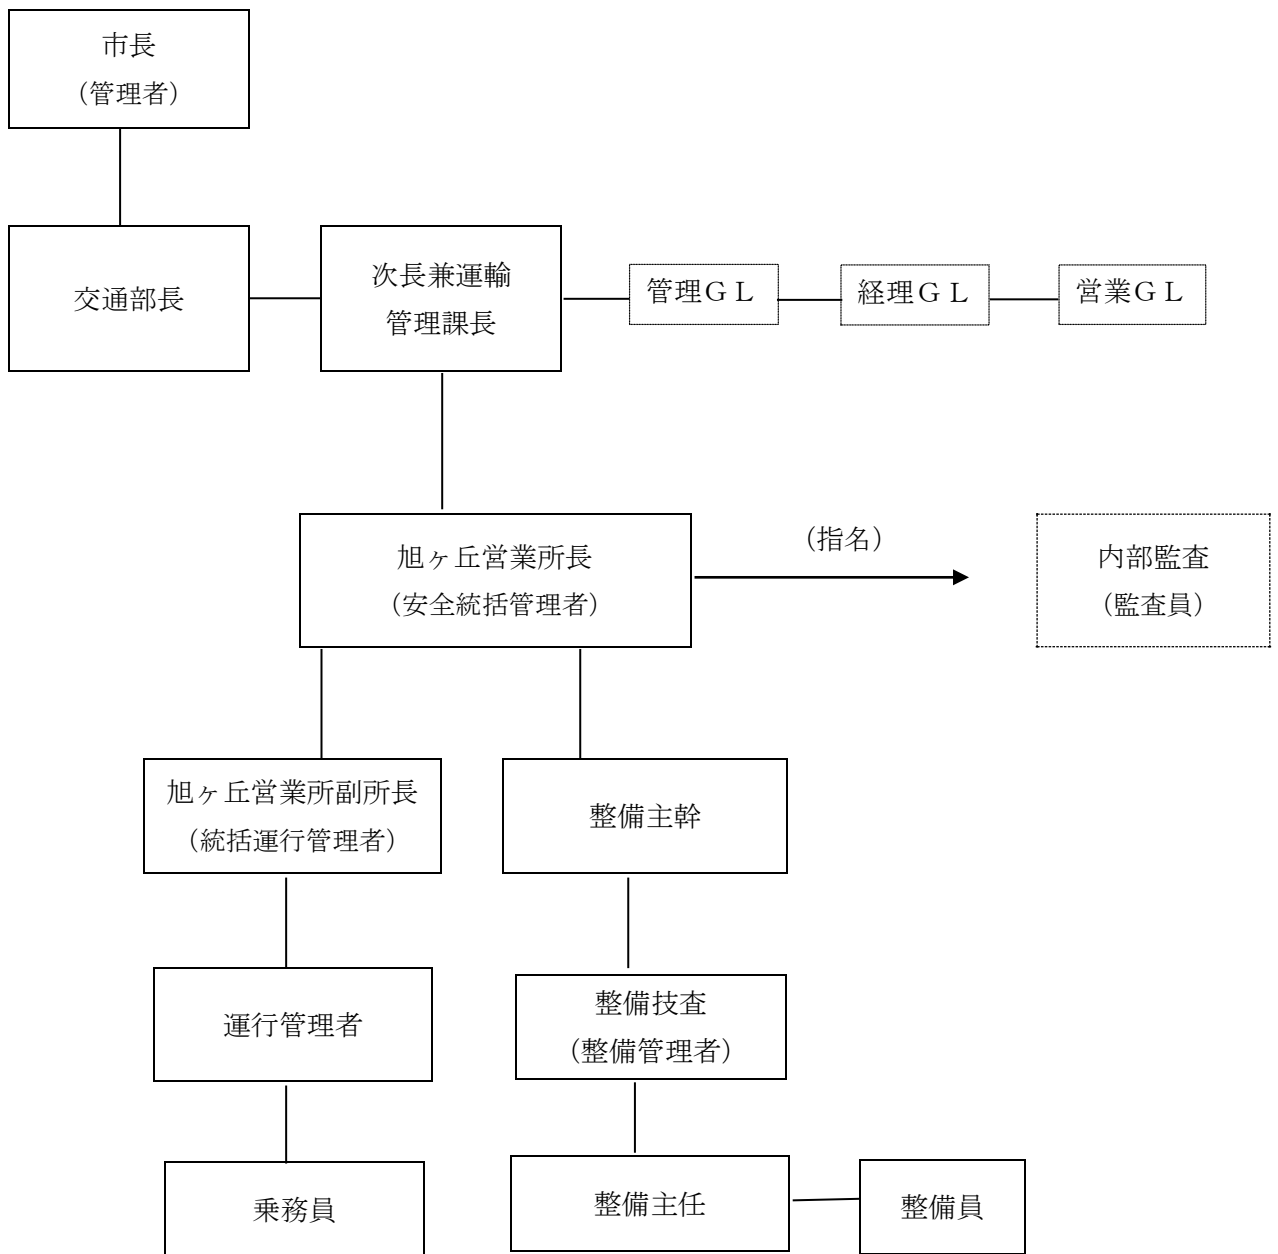 市長
（管理者）
交通部長
次長兼運輸
管理課長
管理ＧＬ
経理ＧＬ
営業ＧＬ
旭ヶ丘営業所長
（安全統括管理者）
（指名）
内部監査
（監査員）
旭ヶ丘営業所副所長
（統括運行管理者）
整備主幹
運行管理者
整備技査
（整備管理者）
乗務員
整備主任
整備員